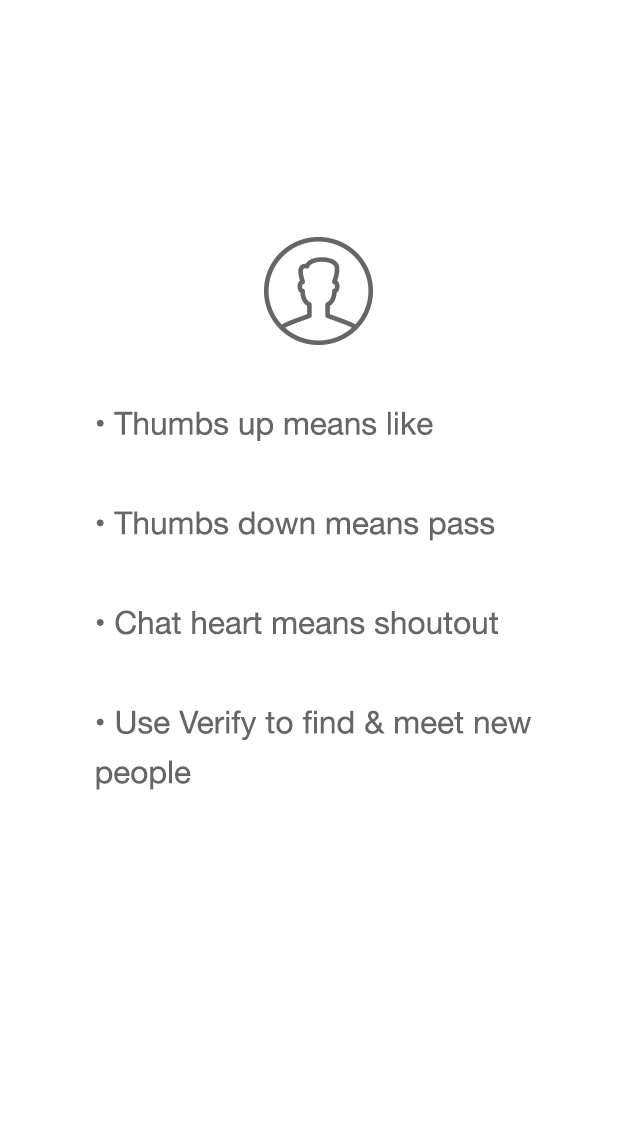 • Thumbs up means like
• Thumbs down means pass
• Chat heart means shoutout
• Use Verify to find & meet new
people